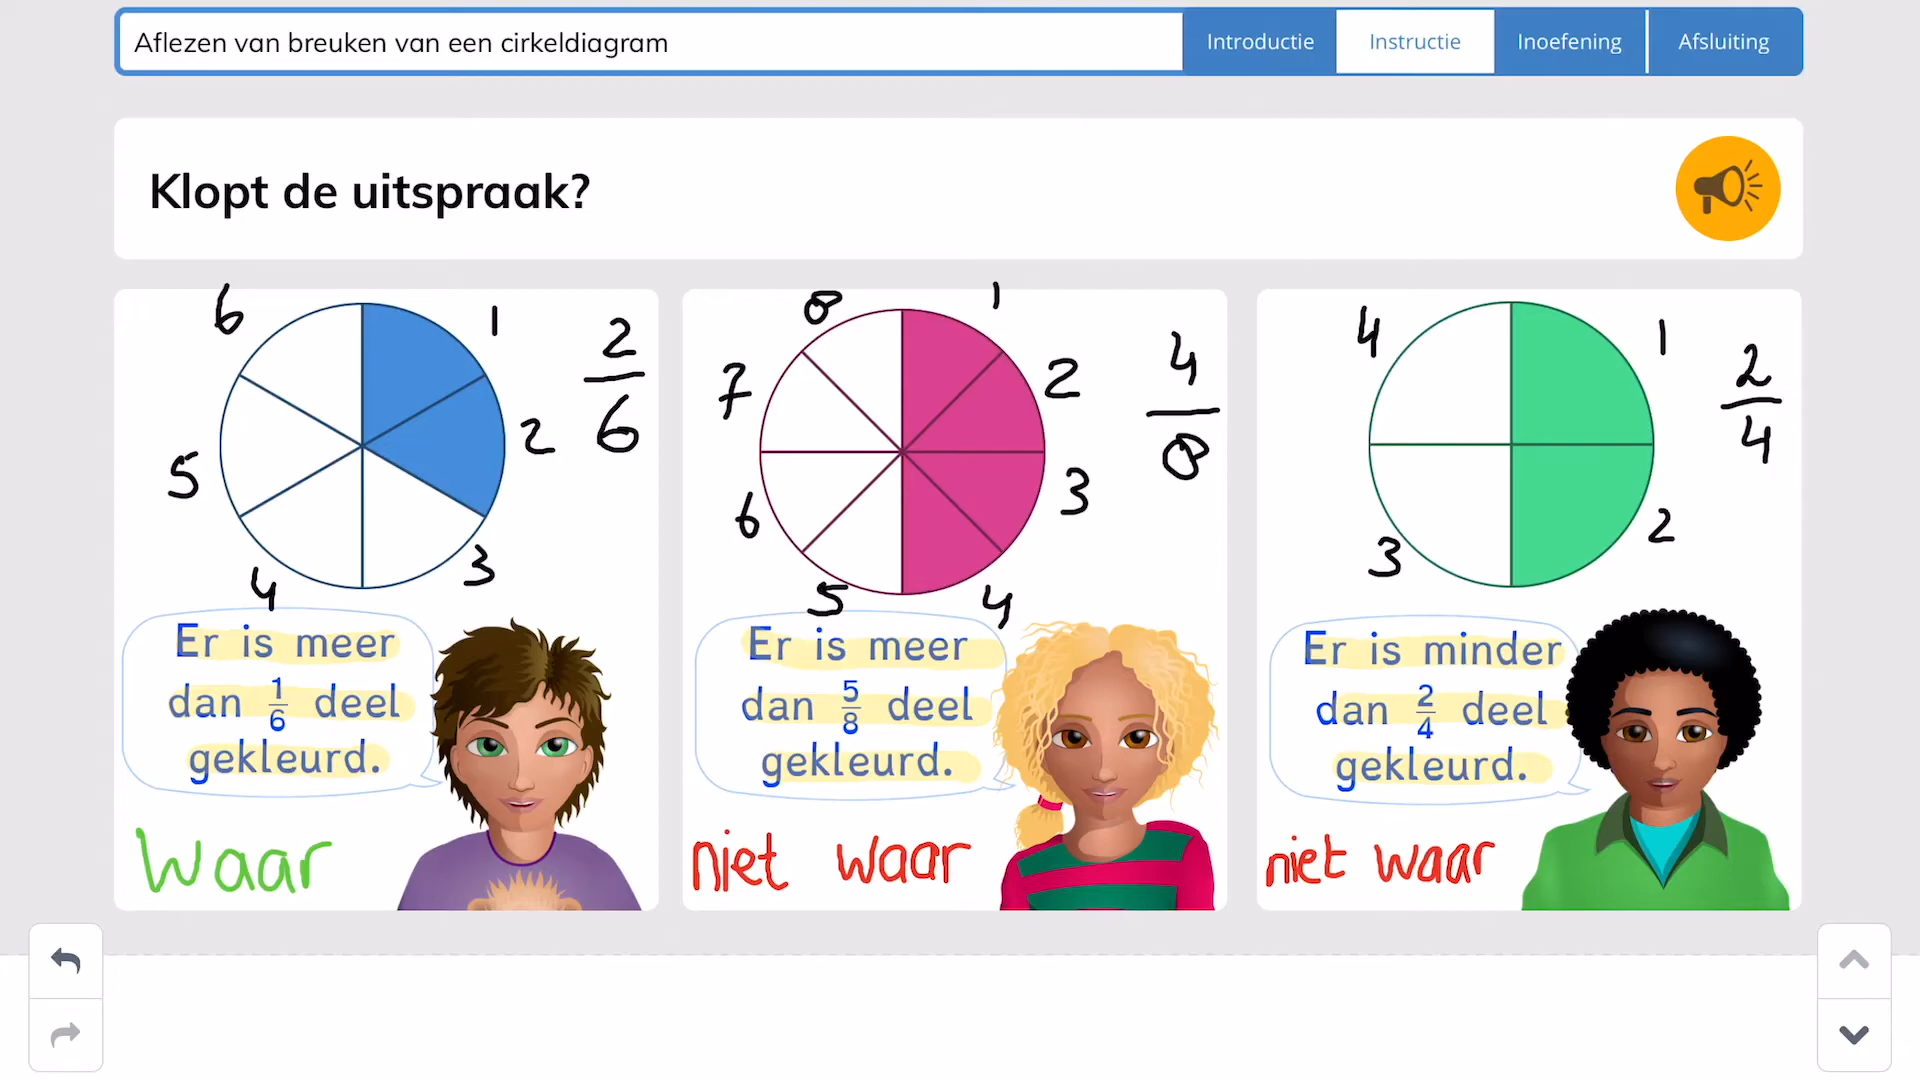 Aflezen van breuken van een cirkeldiagram
Introductie
Instructie
Inoefening
Afsluiting
Klopt de uitspraak?
6
1
2
5
3
4
2
6
Er is meer
dan 1/6 deel
gekleurd.
waar
8
1
7
2
6
3
5
4
4
8
Er is meer
dan 5/8 deel
gekleurd.
niet waar
4
1
3
2
2
4
Er is minder
dan 2/4 deel
gekleurd.
niet waar